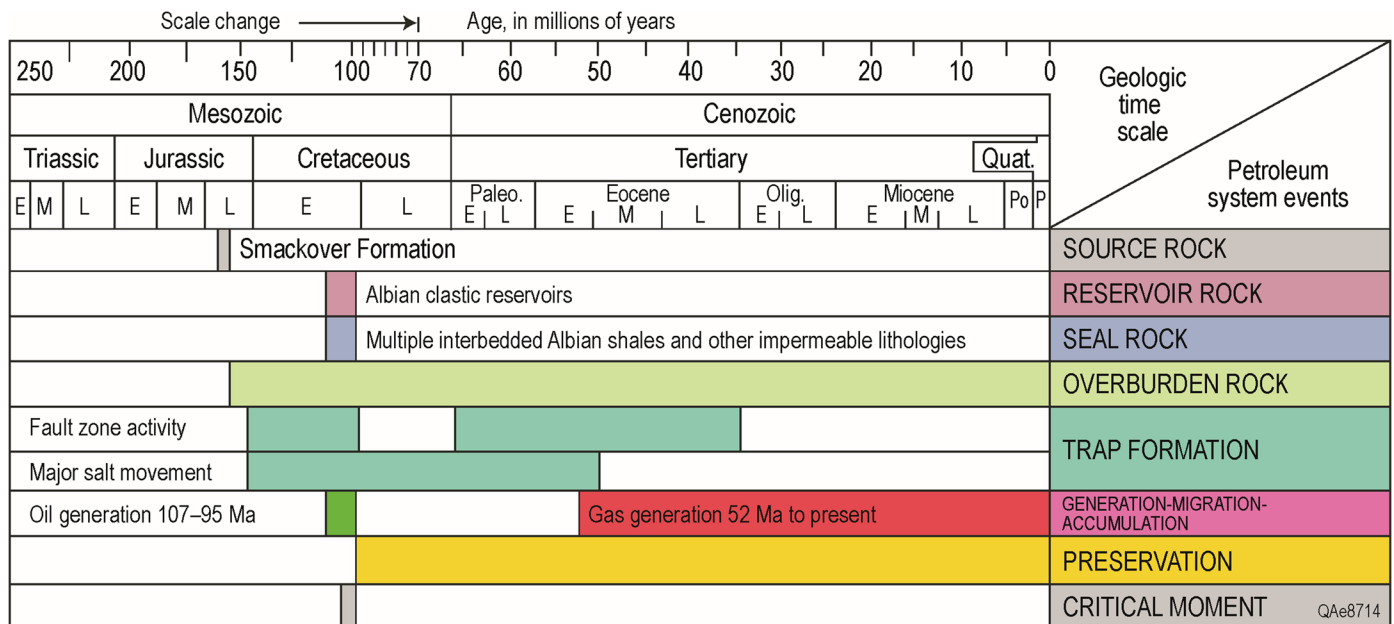 Scale change Age, in millions of years
250 200 150 100 70 60 50 40 30 20 10 0
Geologic
time
scale
Petroleum
system events
Mesozoic Cenozoic
Triassic Jurassic Cretaceous Tertiary Quat.
E M L E M L E L Paleo. E L Eocene E M L Olig. E L Miocene E M L Po P
Smackover Formation SOURCE ROCK
Albian clastic reservoirs RESERVOIR ROCK
Multiple interbedded Albian shales and other impermeable lithologies SEAL ROCK
OVERBURDEN ROCK
Fault zone activity
TRAP FORMATION
Major salt movement
Oil generation 107–95 Ma Gas generation 52 Ma to present
GENERATION-MIGRATION-
ACCUMULATION
PRESERVATION
CRITICAL MOMENT QAe8714